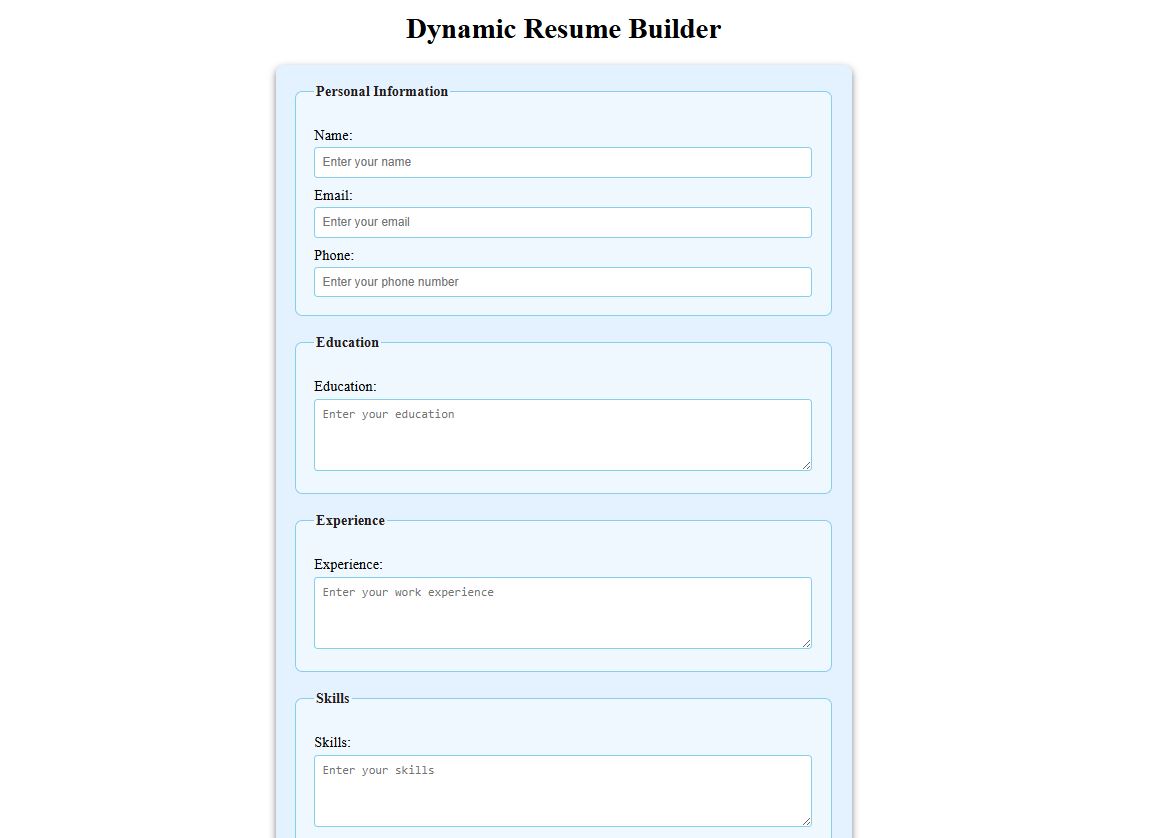 Dynamic Resume Builder
Personal Information
Name:
Enter your name
Email:
Enter your email
Phone:
Enter your phone number
Education
Education:
Enter your education
Experience
Experience:
Enter your work experience
Skills
Skills:
Enter your skills